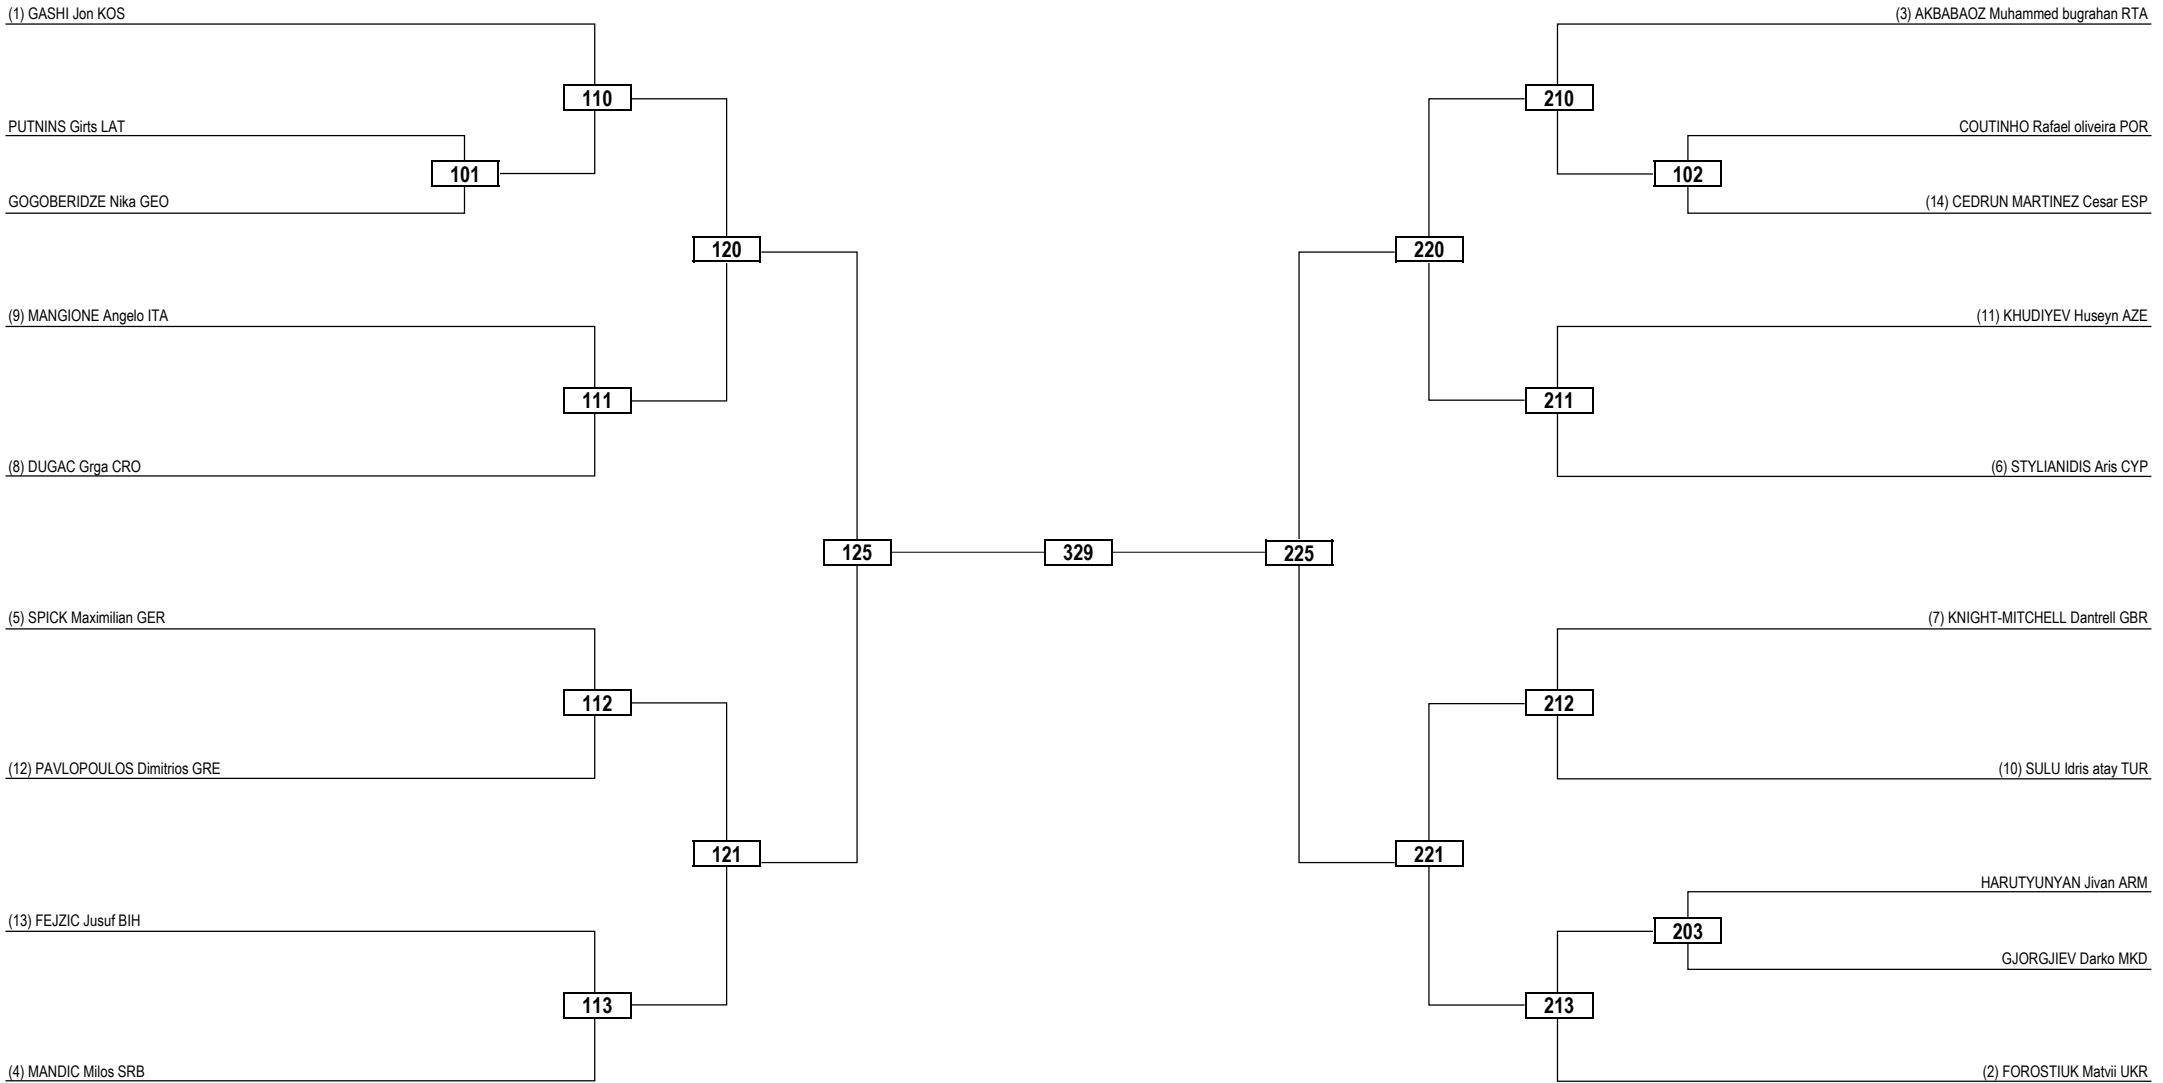 (1) GASHI Jon KOS
(3) AKBABAOZ Muhammed bugrahan RTA
110
210
PUTNINS Girts LAT
COUTINHO Rafael oliveira POR
101
102
GOGOBERIDZE Nika GEO
(14) CEDRUN MARTINEZ Cesar ESP
120
220
(9) MANGIONE Angelo ITA
(11) KHUDIYEV Huseyn AZE
111
211
(8) DUGAC Grga CRO
(6) STYLIANIDIS Aris CYP
125
329
225
(5) SPICK Maximilian GER
(7) KNIGHT-MITCHELL Dantrell GBR
112
212
(12) PAVLOPOULOS Dimitrios GRE
(10) SULU Idris atay TUR
121
221
HARUTYUNYAN Jivan ARM
(13) FEJZIC Jusuf BIH
203
GJORGJIEV Darko MKD
113
213
(4) MANDIC Milos SRB
(2) FOROSTIUK Matvii UKR